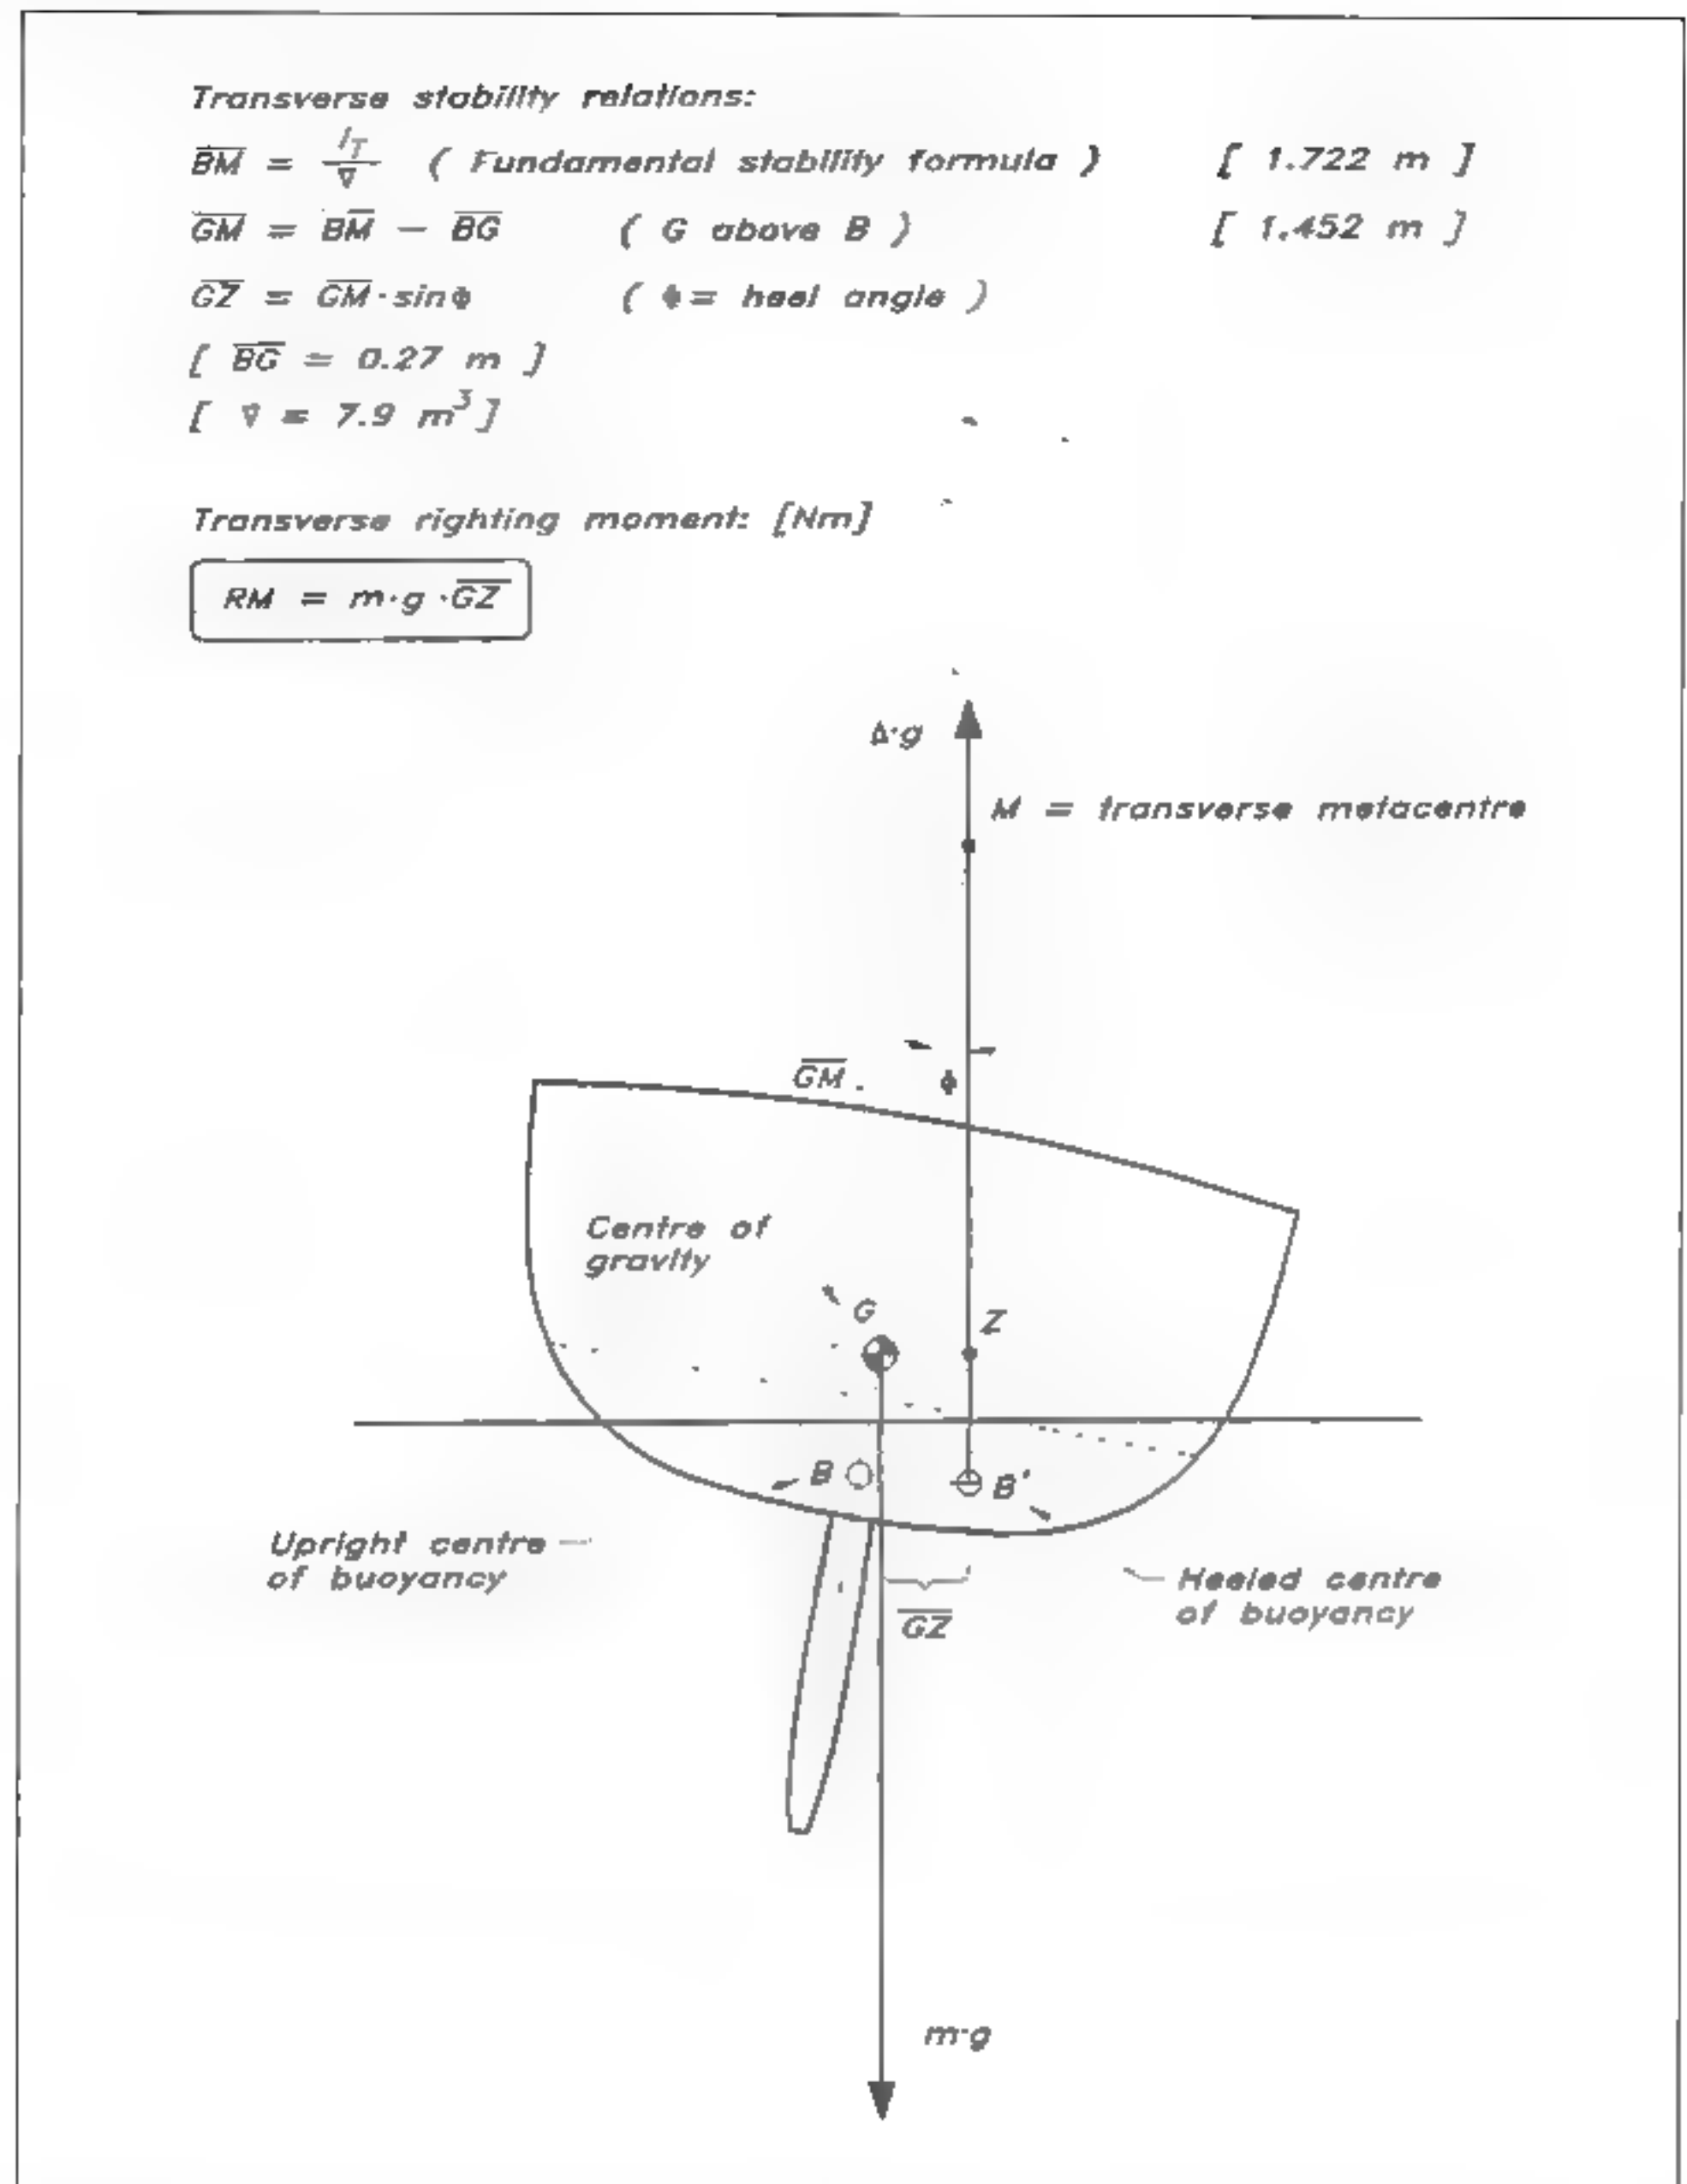 Transverse stability relations:
BM = I_T / ∇ ( Fundamental stability formula ) [ 1.722 m ]
GM = BM − BG ( G above B ) [ 1.452 m ]
GZ = GM·sinϕ ( ϕ = heel angle )
[ BG = 0.27 m ]
[ ∇ = 7.9 m³ ]
Transverse righting moment: [Nm]
RM = m·g·GZ
Δ·g
M = transverse metacentre
GM
ϕ
Centre of
gravity
G
Z
B
B'
Upright centre
of buoyancy
Heeled centre
of buoyancy
GZ
m·g